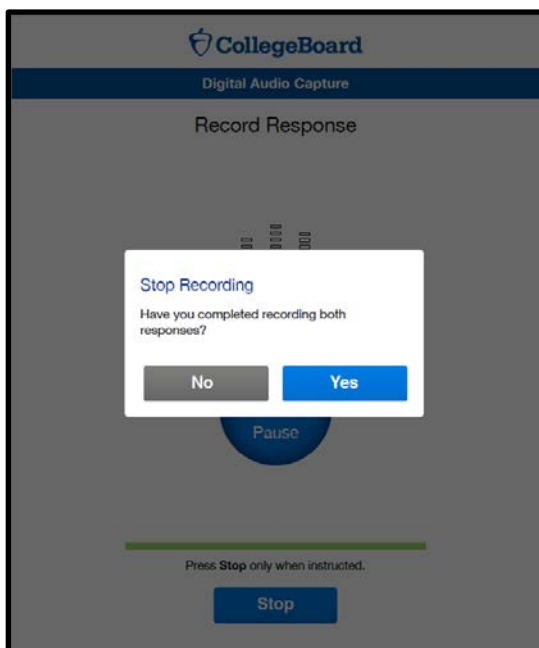 CollegeBoard
Digital Audio Capture
Record Response
Stop Recording
Have you completed recording both
responses?
No Yes
Pause
Press Stop only when instructed.
Stop